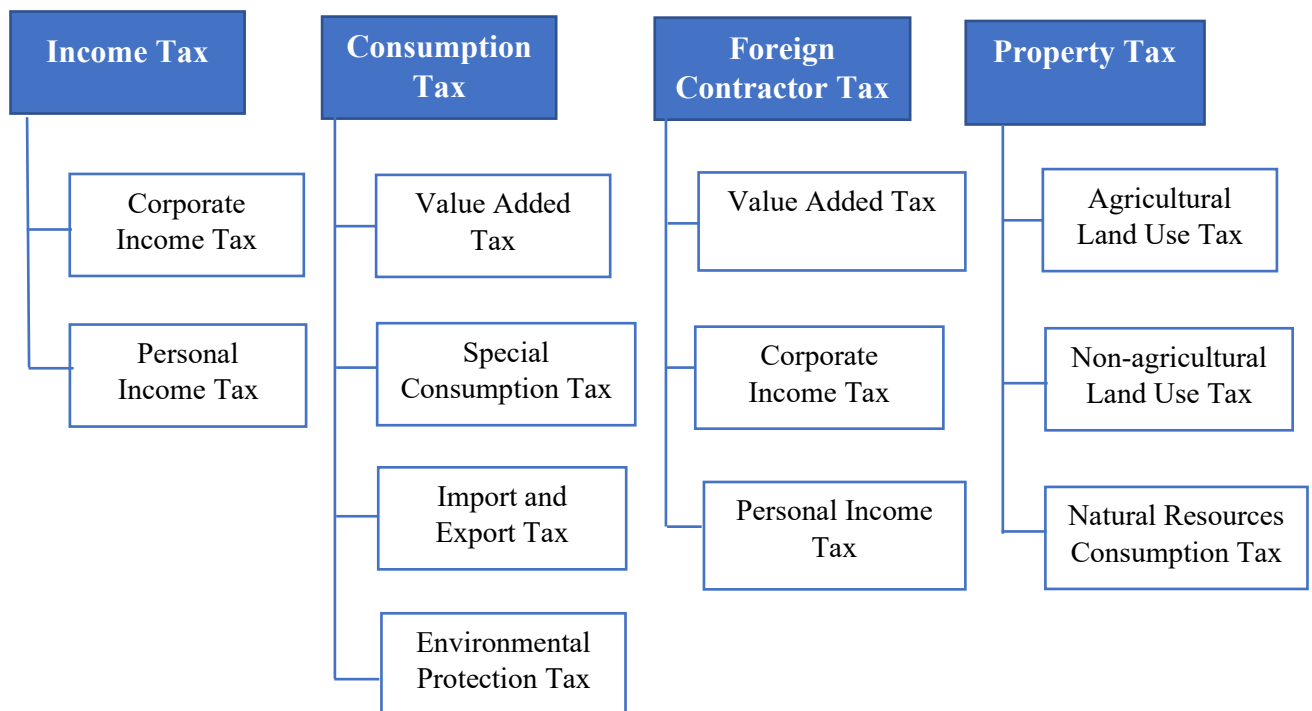 Income Tax
Corporate
Income Tax
Personal
Income Tax
Consumption
Tax
Value Added
Tax
Special
Consumption Tax
Import and
Export Tax
Environmental
Protection Tax
Foreign
Contractor Tax
Value Added Tax
Corporate
Income Tax
Personal Income
Tax
Property Tax
Agricultural
Land Use Tax
Non-agricultural
Land Use Tax
Natural Resources
Consumption Tax